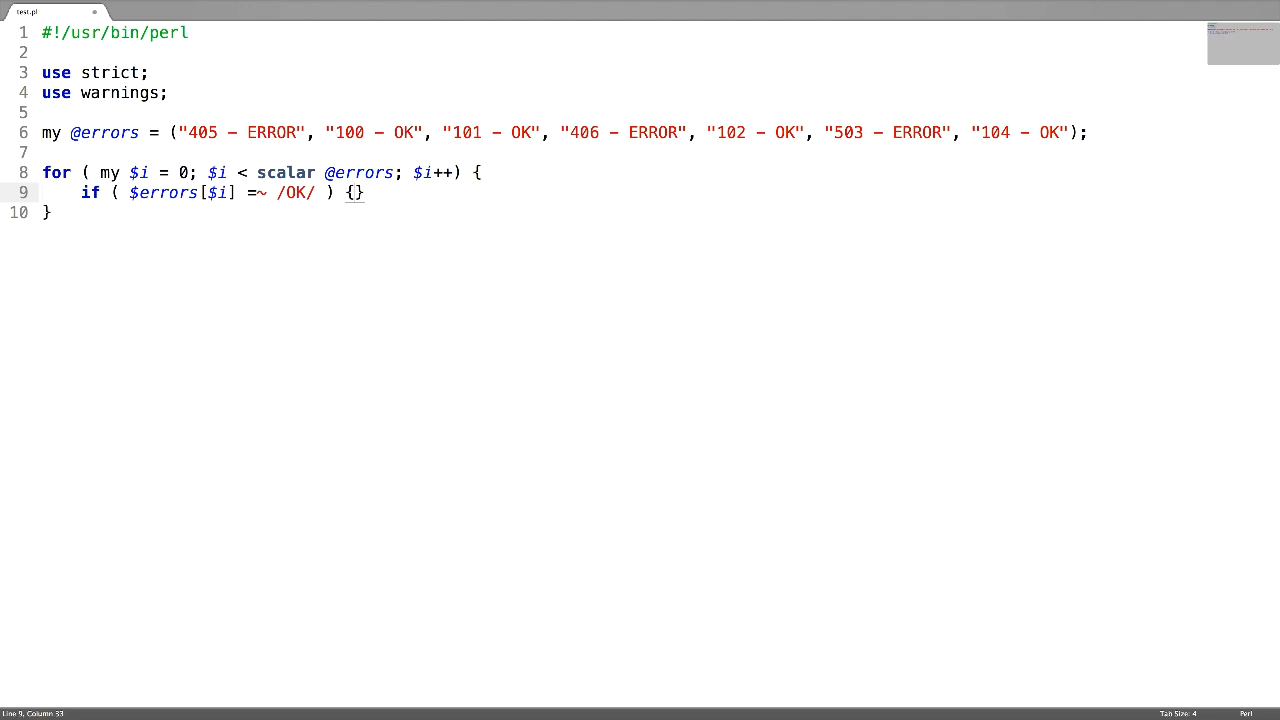 test.pl
1 #!/usr/bin/perl
2
3 use strict;
4 use warnings;
5
6 my @errors = ("405 - ERROR", "100 - OK", "101 - OK", "406 - ERROR", "102 - OK", "503 - ERROR", "104 - OK");
7
8 for ( my $i = 0; $i < scalar @errors; $i++) {
9     if ( $errors[$i] =~ /OK/ ) {}
10 }
Line 9, Column 33 Tab Size: 4 Perl